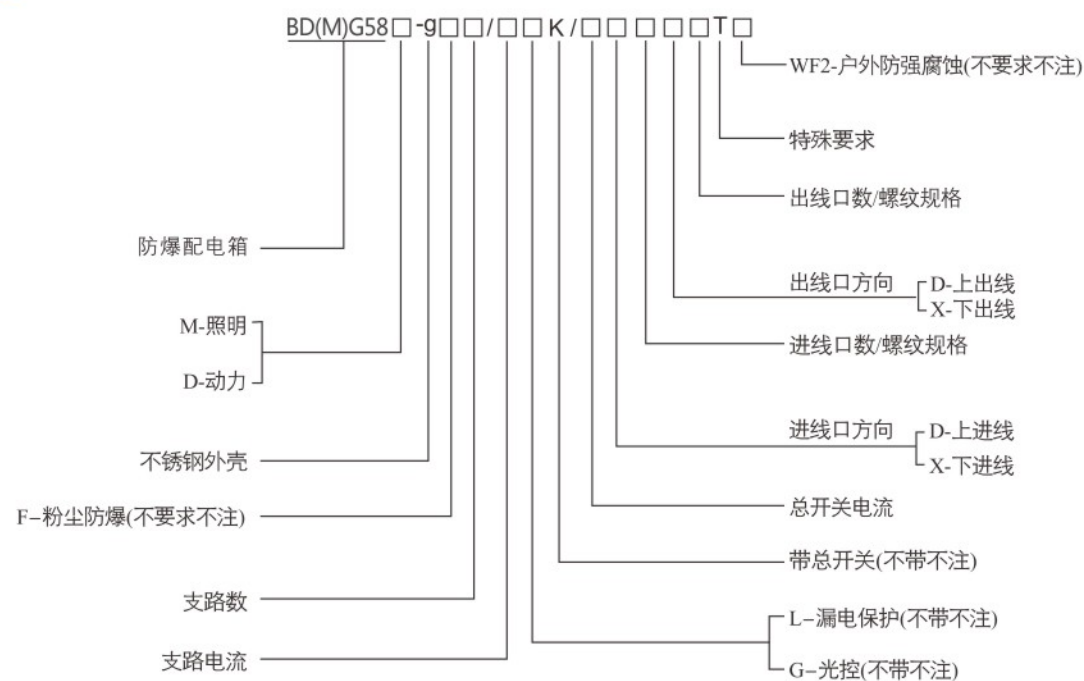 BD(M)G58□-g□□/□□K/□□□□□T□
WF2-户外防强腐蚀(不要求不注)
特殊要求
出线口数/螺纹规格
防爆配电箱
出线口方向
D-上出线
X-下出线
M-照明
进线口数/螺纹规格
D-动力
进线口方向
D-上进线
X-下进线
不锈钢外壳
总开关电流
F–粉尘防爆(不要求不注)
带总开关(不带不注)
支路数
L–漏电保护(不带不注)
支路电流
G–光控(不带不注)